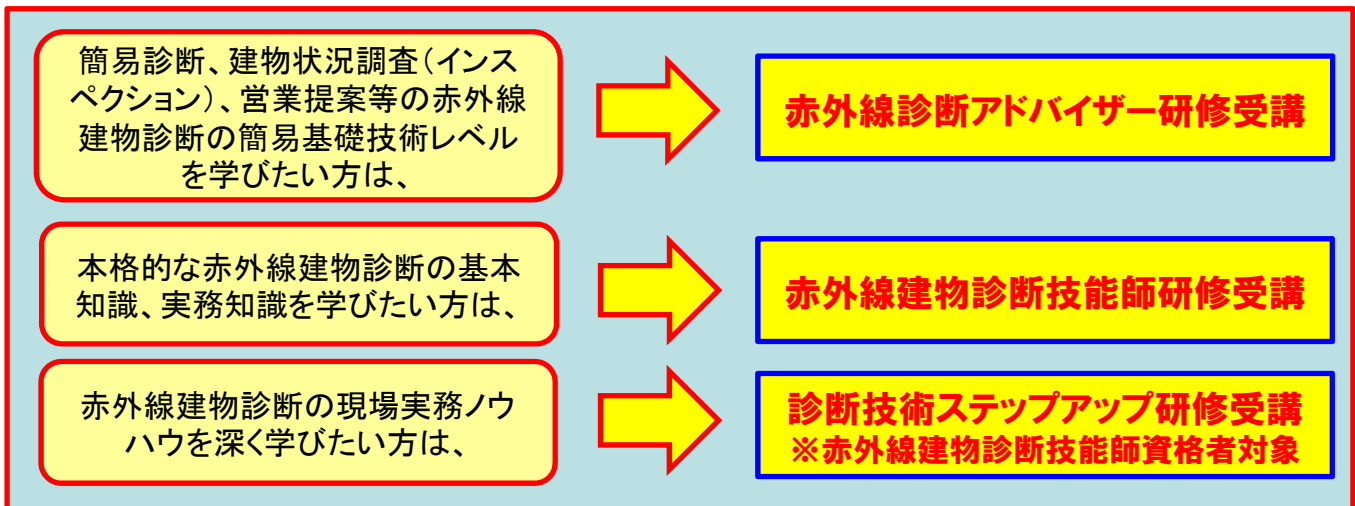 簡易診断、建物状況調査(インス
ペクション)、営業提案等の赤外線
建物診断の簡易基礎技術レベル
を学びたい方は、
赤外線診断アドバイザー研修受講
本格的な赤外線建物診断の基本
知識、実務知識を学びたい方は、
赤外線建物診断技能師研修受講
赤外線建物診断の現場実務ノウ
ハウを深く学びたい方は、
診断技術ステップアップ研修受講
※赤外線建物診断技能師資格者対象